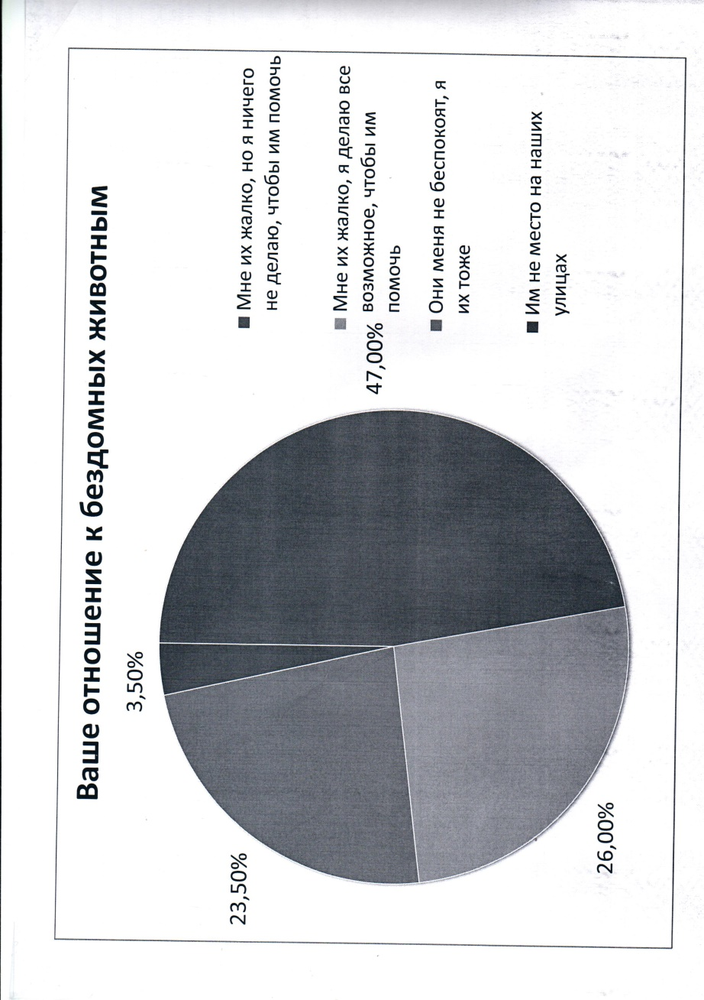 Ваше отношение к бездомных животным
3,50%
23,50%
47,00%
26,00%
Мне их жалко, но я ничего
не делаю, чтобы им помочь
Мне их жалко, я делаю все
возможное, чтобы им
помочь
Они меня не беспокоят, я
их тоже
Им не место на наших
улицах